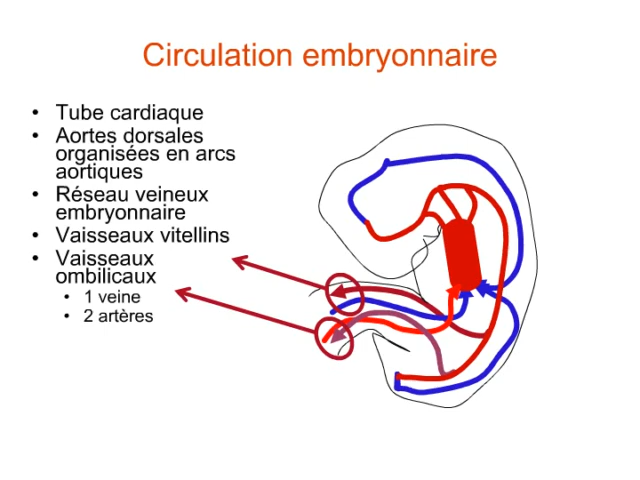 Circulation embryonnaire
• Tube cardiaque
• Aortes dorsales
organisées en arcs
aortiques
• Réseau veineux
embryonnaire
• Vaisseaux vitellins
• Vaisseaux
ombilicaux
• 1 veine
• 2 artères